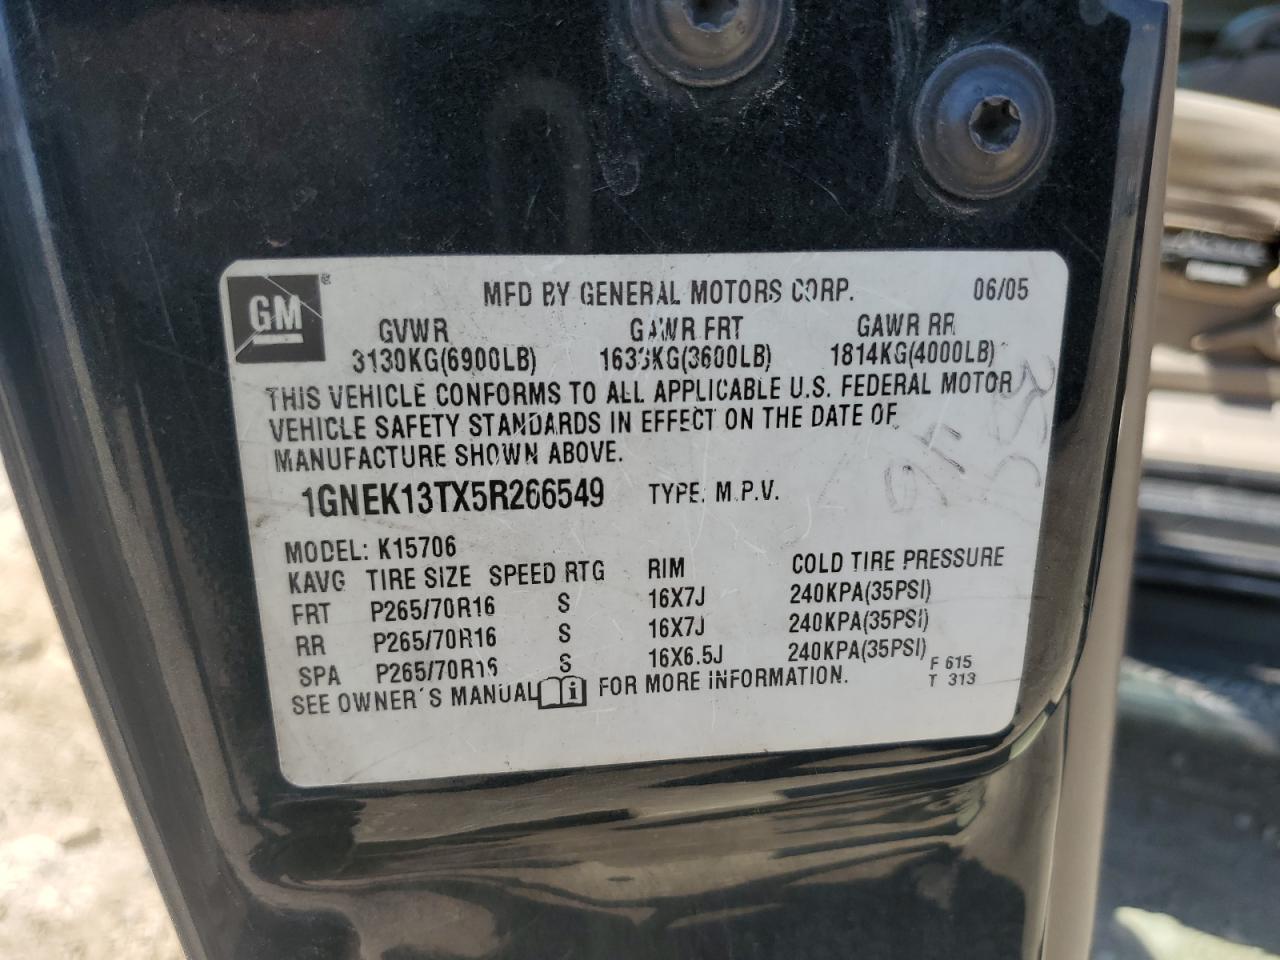 GM ® MFD BY GENERAL MOTORS CORP. 06/05
GVWR GAWR FRT GAWR RR
3130KG(6900LB) 1633KG(3600LB) 1814KG(4000LB)
THIS VEHICLE CONFORMS TO ALL APPLICABLE U.S. FEDERAL MOTOR
VEHICLE SAFETY STANDARDS IN EFFECT ON THE DATE OF
MANUFACTURE SHOWN ABOVE.
1GNEK13TX5R266549 TYPE: M.P.V.
MODEL: K15706
KAVG TIRE SIZE SPEED RTG RIM COLD TIRE PRESSURE
FRT P265/70R16 S 16X7J 240KPA(35PSI)
RR P265/70R16 S 16X7J 240KPA(35PSI)
SPA P265/70R16 S 16X6.5J 240KPA(35PSI)
SEE OWNER'S MANUAL FOR MORE INFORMATION.
F 615
T 313